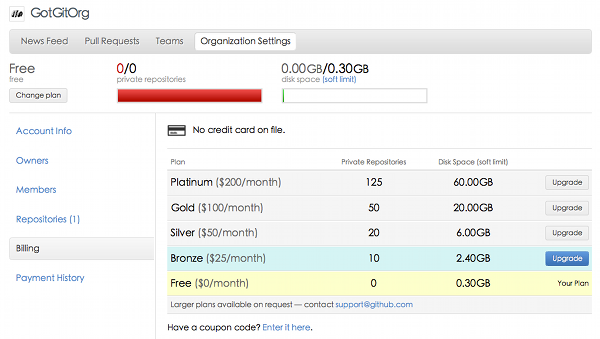 GotGitOrg
News Feed Pull Requests Teams Organization Settings
Free 0/0 0.00GB/0.30GB
free private repositories disk space (soft limit)
Change plan
Account Info
Owners
Members
Repositories (1)
Billing
Payment History
No credit card on file.
Plan Private Repositories Disk Space (soft limit)
Platinum ($200/month) 125 60.00GB Upgrade
Gold ($100/month) 50 20.00GB Upgrade
Silver ($50/month) 20 6.00GB Upgrade
Bronze ($25/month) 10 2.40GB Upgrade
Free ($0/month) 0 0.30GB Your Plan
Larger plans available on request — contact support@github.com
Have a coupon code? Enter it here.